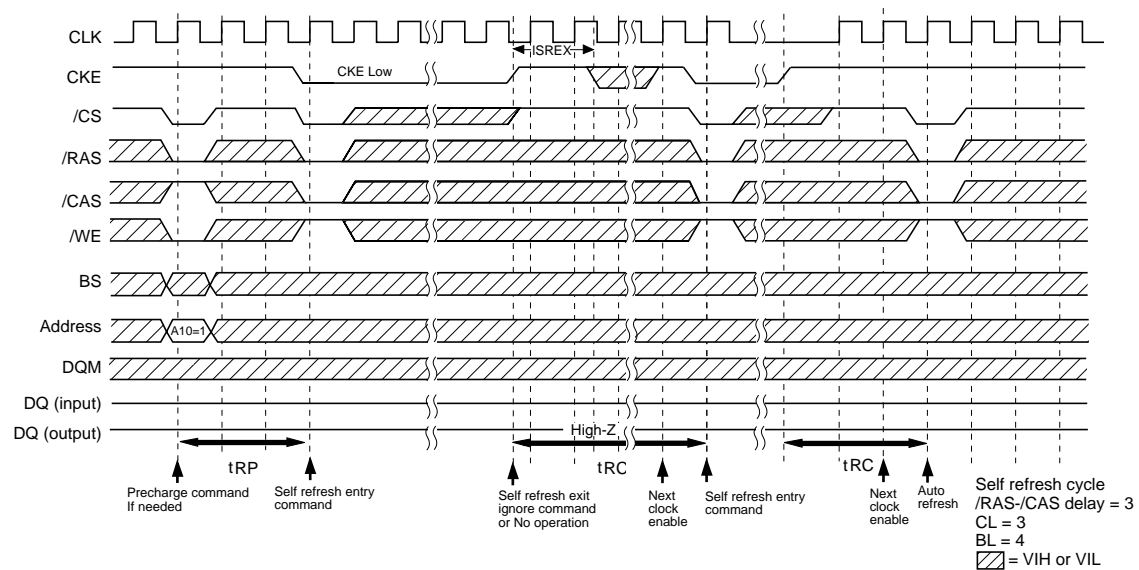 CLK
ISREX
CKE
CKE Low
/CS
/RAS
/CAS
/WE
BS
Address
A10=1
DQM
DQ (input)
DQ (output)
High-Z
tRP
tRC
tRC
Precharge command
If needed
Self refresh entry
command
Self refresh exit
ignore command
or No operation
Next
clock
enable
Self refresh entry
command
Next
clock
enable
Auto
refresh
Self refresh cycle
/RAS-/CAS delay = 3
CL = 3
BL = 4
= VIH or VIL